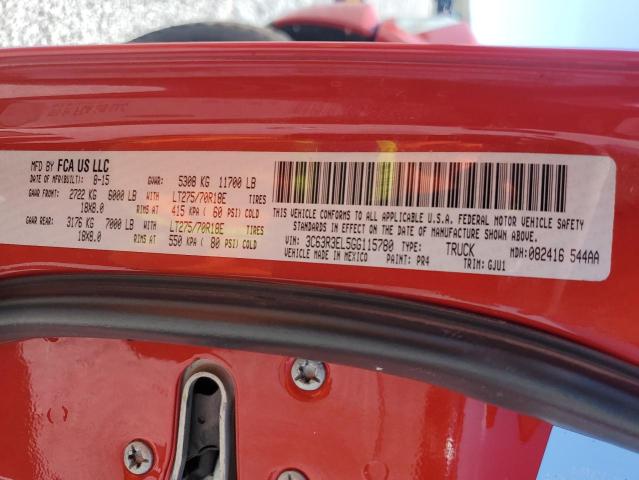 MFD BY FCA US LLC
DATE OF MFR(BUILT): 8-15 GVWR: 5308 KG 11700 LB
GAWR FRONT: 2722 KG 6000 LB WITH LT275/70R18E TIRES
18X8.0 RIMS AT 415 KPA ( 60 PSI) COLD
GAWR REAR: 3176 KG 7000 LB WITH LT275/70R18E TIRES
18X8.0 RIMS AT 550 KPA ( 80 PSI) COLD
THIS VEHICLE CONFORMS TO ALL APPLICABLE U.S.A. FEDERAL MOTOR VEHICLE SAFETY
STANDARDS IN EFFECT ON THE DATE OF MANUFACTURE SHOWN ABOVE.
VIN: 3C63R3EL5GG115780 TYPE: TRUCK MDH:082416 544AA
VEHICLE MADE IN MEXICO PAINT: PR4 TRIM: GJU1